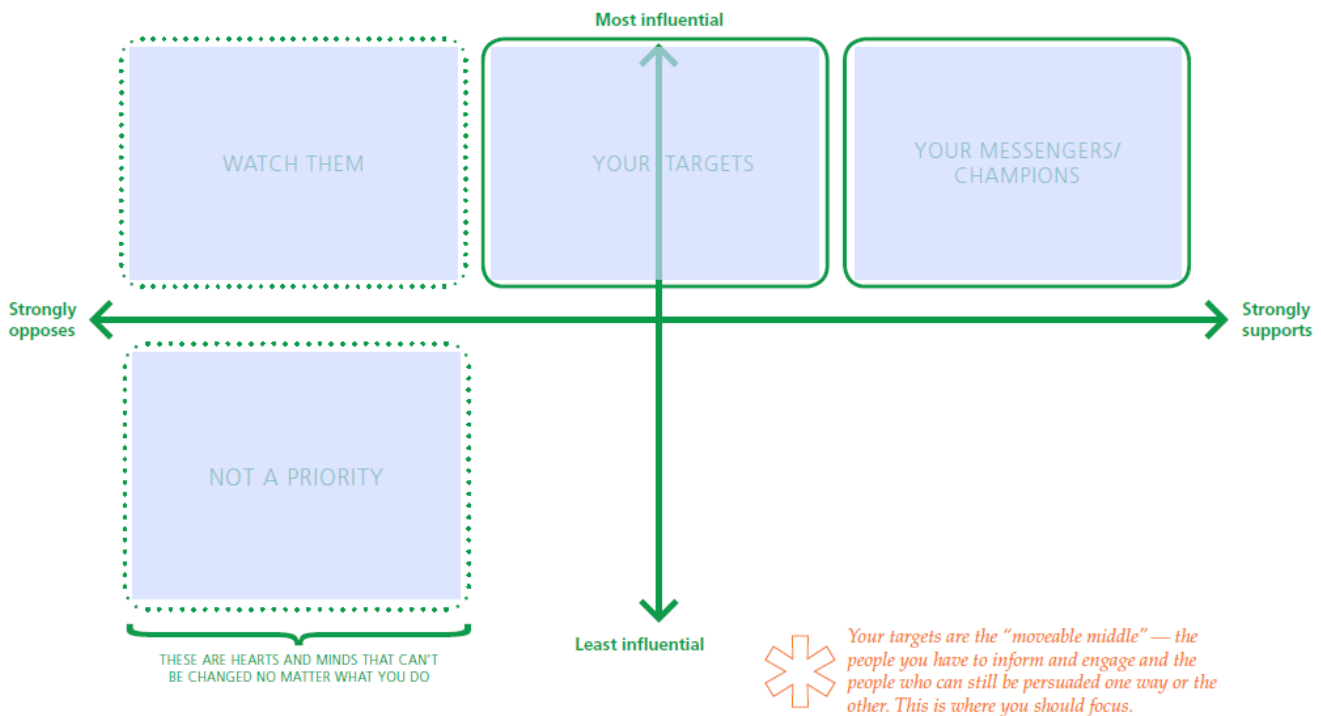 Most influential
WATCH THEM
YOUR TARGETS
YOUR MESSENGERS/
CHAMPIONS
Strongly
opposes
Strongly
supports
NOT A PRIORITY
Least influential
THESE ARE HEARTS AND MINDS THAT CAN'T
BE CHANGED NO MATTER WHAT YOU DO
Your targets are the “moveable middle” — the
people you have to inform and engage and the
people who can still be persuaded one way or the
other. This is where you should focus.